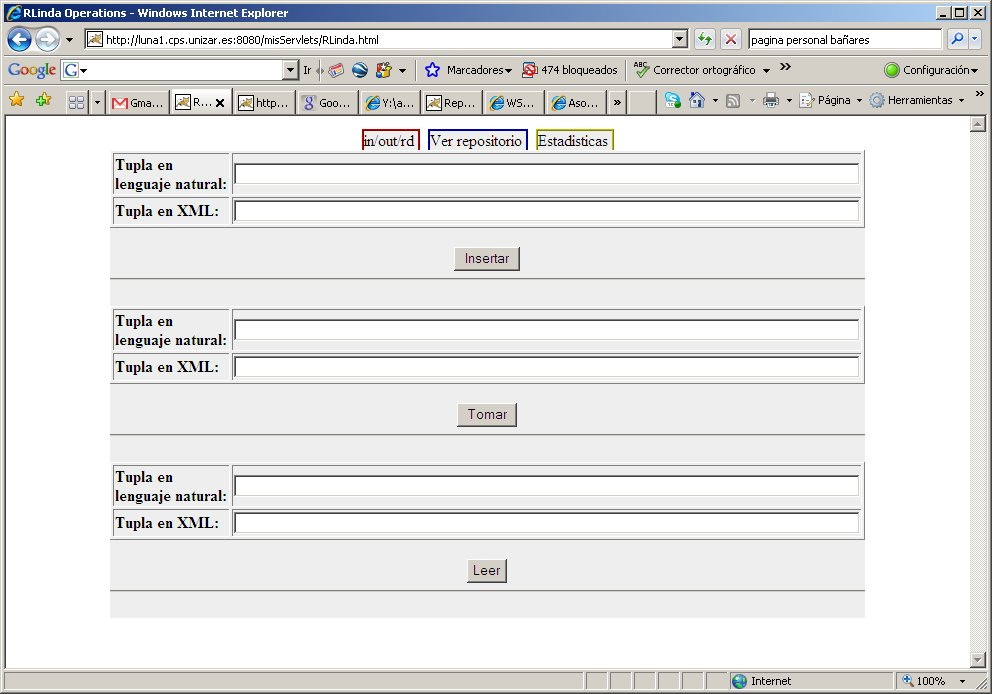 RLinda Operations - Windows Internet Explorer
http://luna1.cps.unizar.es:8080/misServlets/RLinda.html
pagina personal bañares
Google
G
Ir
Marcadores
474 bloqueados
ABC
Corrector ortográfico
»
Configuración
Gma...
R...
http...
Goo...
Y:\a...
Rep...
WS...
Aso...
»
Página
Herramientas
»
in/out/rd
Ver repositorio
Estadisticas
Tupla en
lenguaje natural:
Tupla en XML:
Insertar
Tupla en
lenguaje natural:
Tupla en XML:
Tomar
Tupla en
lenguaje natural:
Tupla en XML:
Leer
Internet
100%